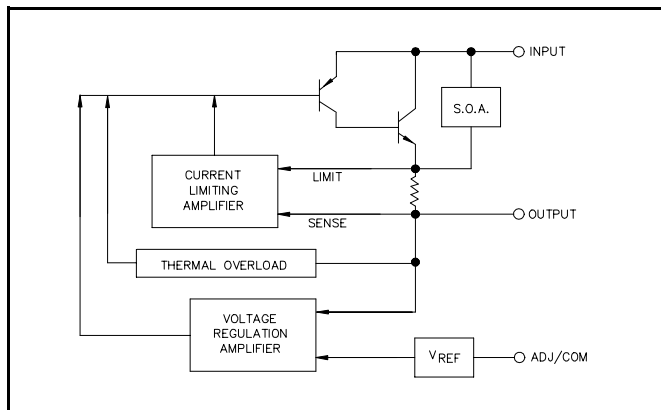 INPUT
S.O.A.
CURRENT
LIMITING
AMPLIFIER
LIMIT
SENSE
OUTPUT
THERMAL OVERLOAD
VOLTAGE
REGULATION
AMPLIFIER
VREF
ADJ/COM